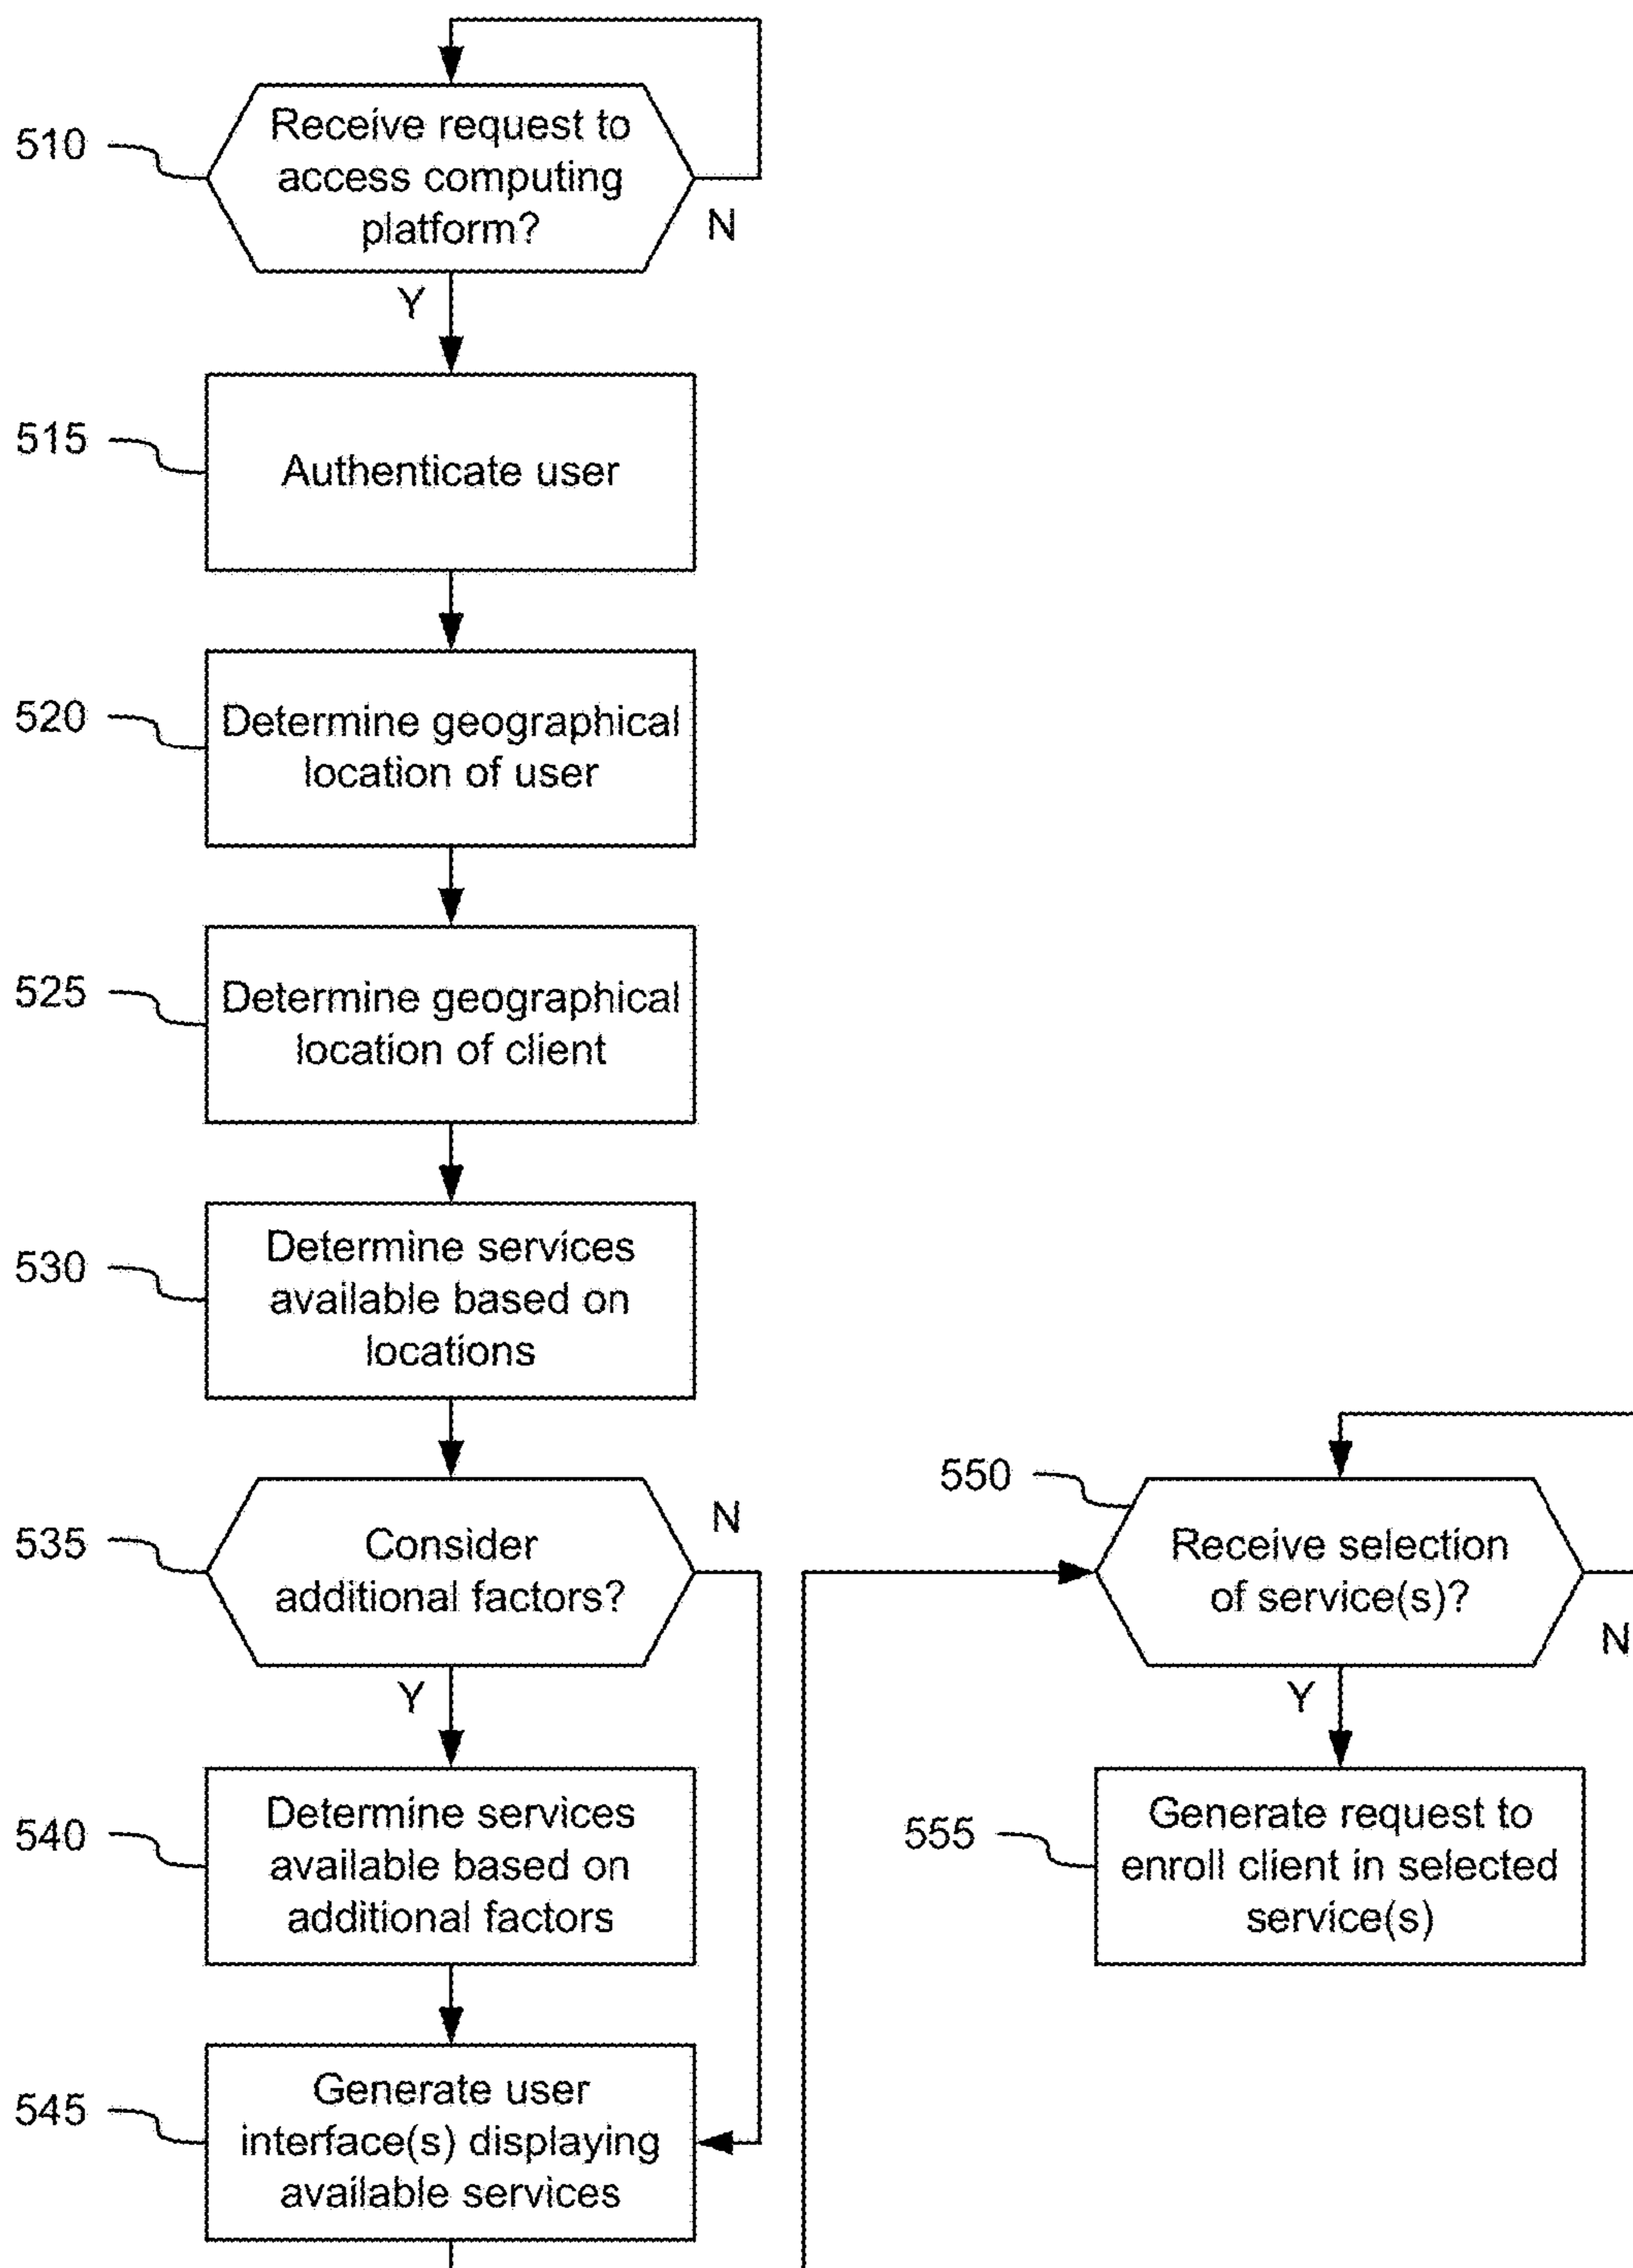 510
Receive request to
access computing
platform?
N
Y
515
Authenticate user
520
Determine geographical
location of user
525
Determine geographical
location of client
530
Determine services
available based on
locations
535
Consider
additional factors?
N
Y
540
Determine services
available based on
additional factors
545
Generate user
interface(s) displaying
available services
550
Receive selection
of service(s)?
N
Y
555
Generate request to
enroll client in selected
service(s)